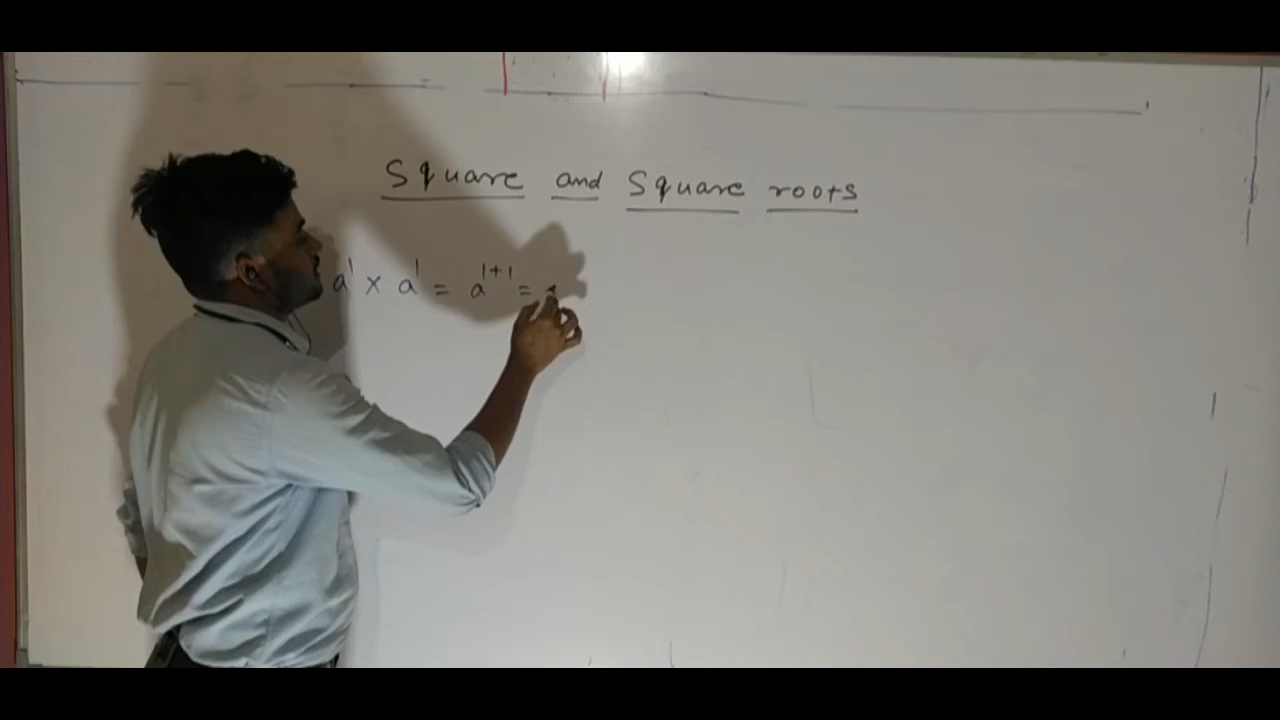 Square and Square roots
a¹ × a¹ = a¹⁺¹ =